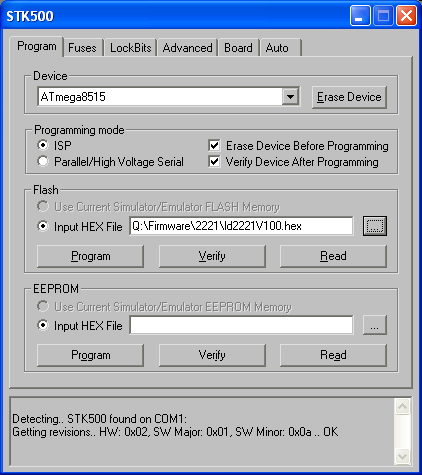 STK500
Program Fuses LockBits Advanced Board Auto
Device
ATmega8515 Erase Device
Programming mode
ISP Erase Device Before Programming
Parallel/High Voltage Serial Verify Device After Programming
Flash
Use Current Simulator/Emulator FLASH Memory
Input HEX File Q:\Firmware\2221\ld2221V100.hex ...
Program Verify Read
EEPROM
Use Current Simulator/Emulator EEPROM Memory
Input HEX File ...
Program Verify Read
Detecting.. STK500 found on COM1:
Getting revisions.. HW: 0x02, SW Major: 0x01, SW Minor: 0x0a .. OK